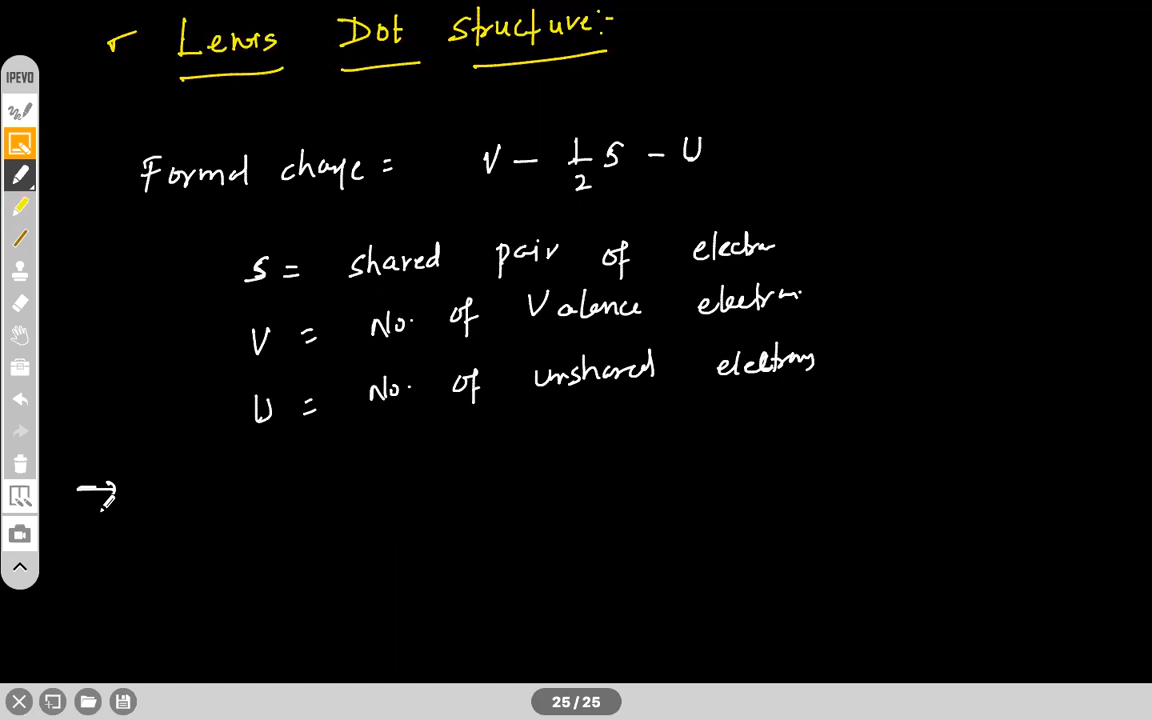 Lewis Dot structure:-
IPEVO
Formal charge = V - 1/2 S - U
S = shared pair of electron
V = No. of Valence electron
U = No. of unshared electrons
25 / 25